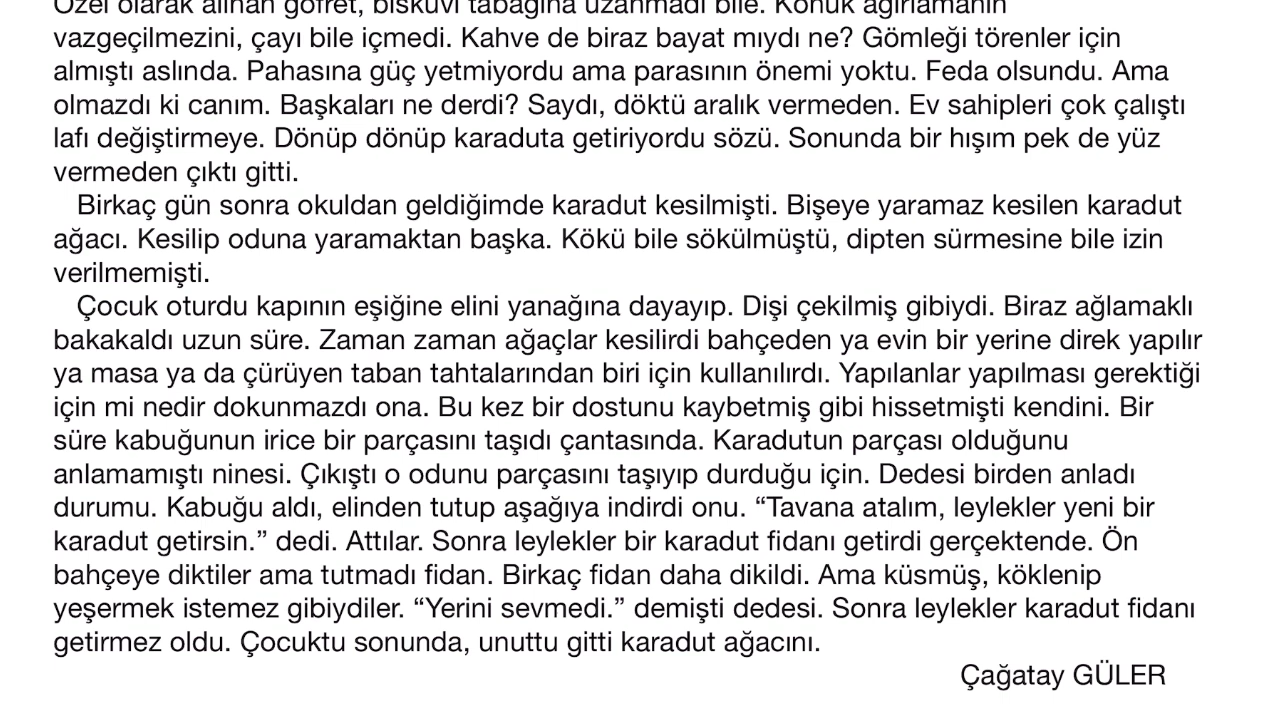 Özel olarak alınan gofret, bisküvi tabağına uzanmadı bile. Konuk ağırlamanın
vazgeçilmezini, çayı bile içmedi. Kahve de biraz bayat mıydı ne? Gömleği törenler için
almıştı aslında. Pahasına güç yetmiyordu ama parasının önemi yoktu. Feda olsundu. Ama
olmazdı ki canım. Başkaları ne derdi? Saydı, döktü aralık vermeden. Ev sahipleri çok çalıştı
lafı değiştirmeye. Dönüp dönüp karaduta getiriyordu sözü. Sonunda bir hışım pek de yüz
vermeden çıktı gitti.
Birkaç gün sonra okuldan geldiğimde karadut kesilmişti. Bişeye yaramaz kesilen karadut
ağacı. Kesilip oduna yaramaktan başka. Kökü bile sökülmüştü, dipten sürmesine bile izin
verilmemişti.
Çocuk oturdu kapının eşiğine elini yanağına dayayıp. Dişi çekilmiş gibiydi. Biraz ağlamaklı
bakakaldı uzun süre. Zaman zaman ağaçlar kesilirdi bahçeden ya evin bir yerine direk yapılır
ya masa ya da çürüyen taban tahtalarından biri için kullanılırdı. Yapılanlar yapılması gerektiği
için mi nedir dokunmazdı ona. Bu kez bir dostunu kaybetmiş gibi hissetmişti kendini. Bir
süre kabuğunun irice bir parçasını taşıdı çantasında. Karadutun parçası olduğunu
anlamamıştı ninesi. Çıkıştı o odunu parçasını taşıyıp durduğu için. Dedesi birden anladı
durumu. Kabuğu aldı, elinden tutup aşağıya indirdi onu. “Tavana atalım, leylekler yeni bir
karadut getirsin.” dedi. Attılar. Sonra leylekler bir karadut fidanı getirdi gerçektende. Ön
bahçeye diktiler ama tutmadı fidan. Birkaç fidan daha dikildi. Ama küsmüş, köklenip
yeşermek istemez gibiydiler. “Yerini sevmedi.” demişti dedesi. Sonra leylekler karadut fidanı
getirmez oldu. Çocuktu sonunda, unuttu gitti karadut ağacını.
Çağatay GÜLER